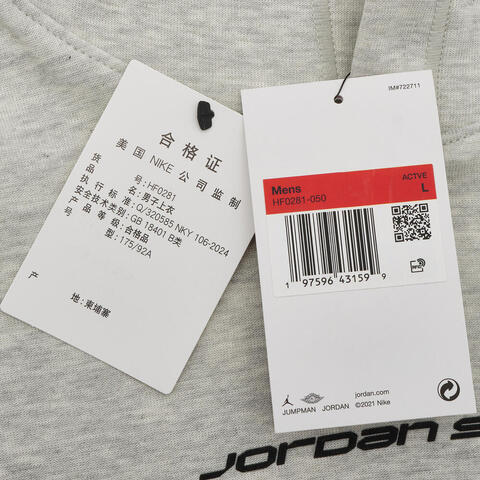 合格证
美国 NIKE 公司监制
货 号: HF0281
品 名: 男子上衣
执行标准: Q/320585 NKY 106-2024
安全技术类别: GB 18401 B类
产品等级: 合格品
号 型: 175/92A
产 地: 柬埔寨
IM#722711
Mens
HF0281-050
ACTVE
L
1 97596 43159 9
RFID
JUMPMAN JORDAN
jordan.com
©2021 Nike
JORDAN S